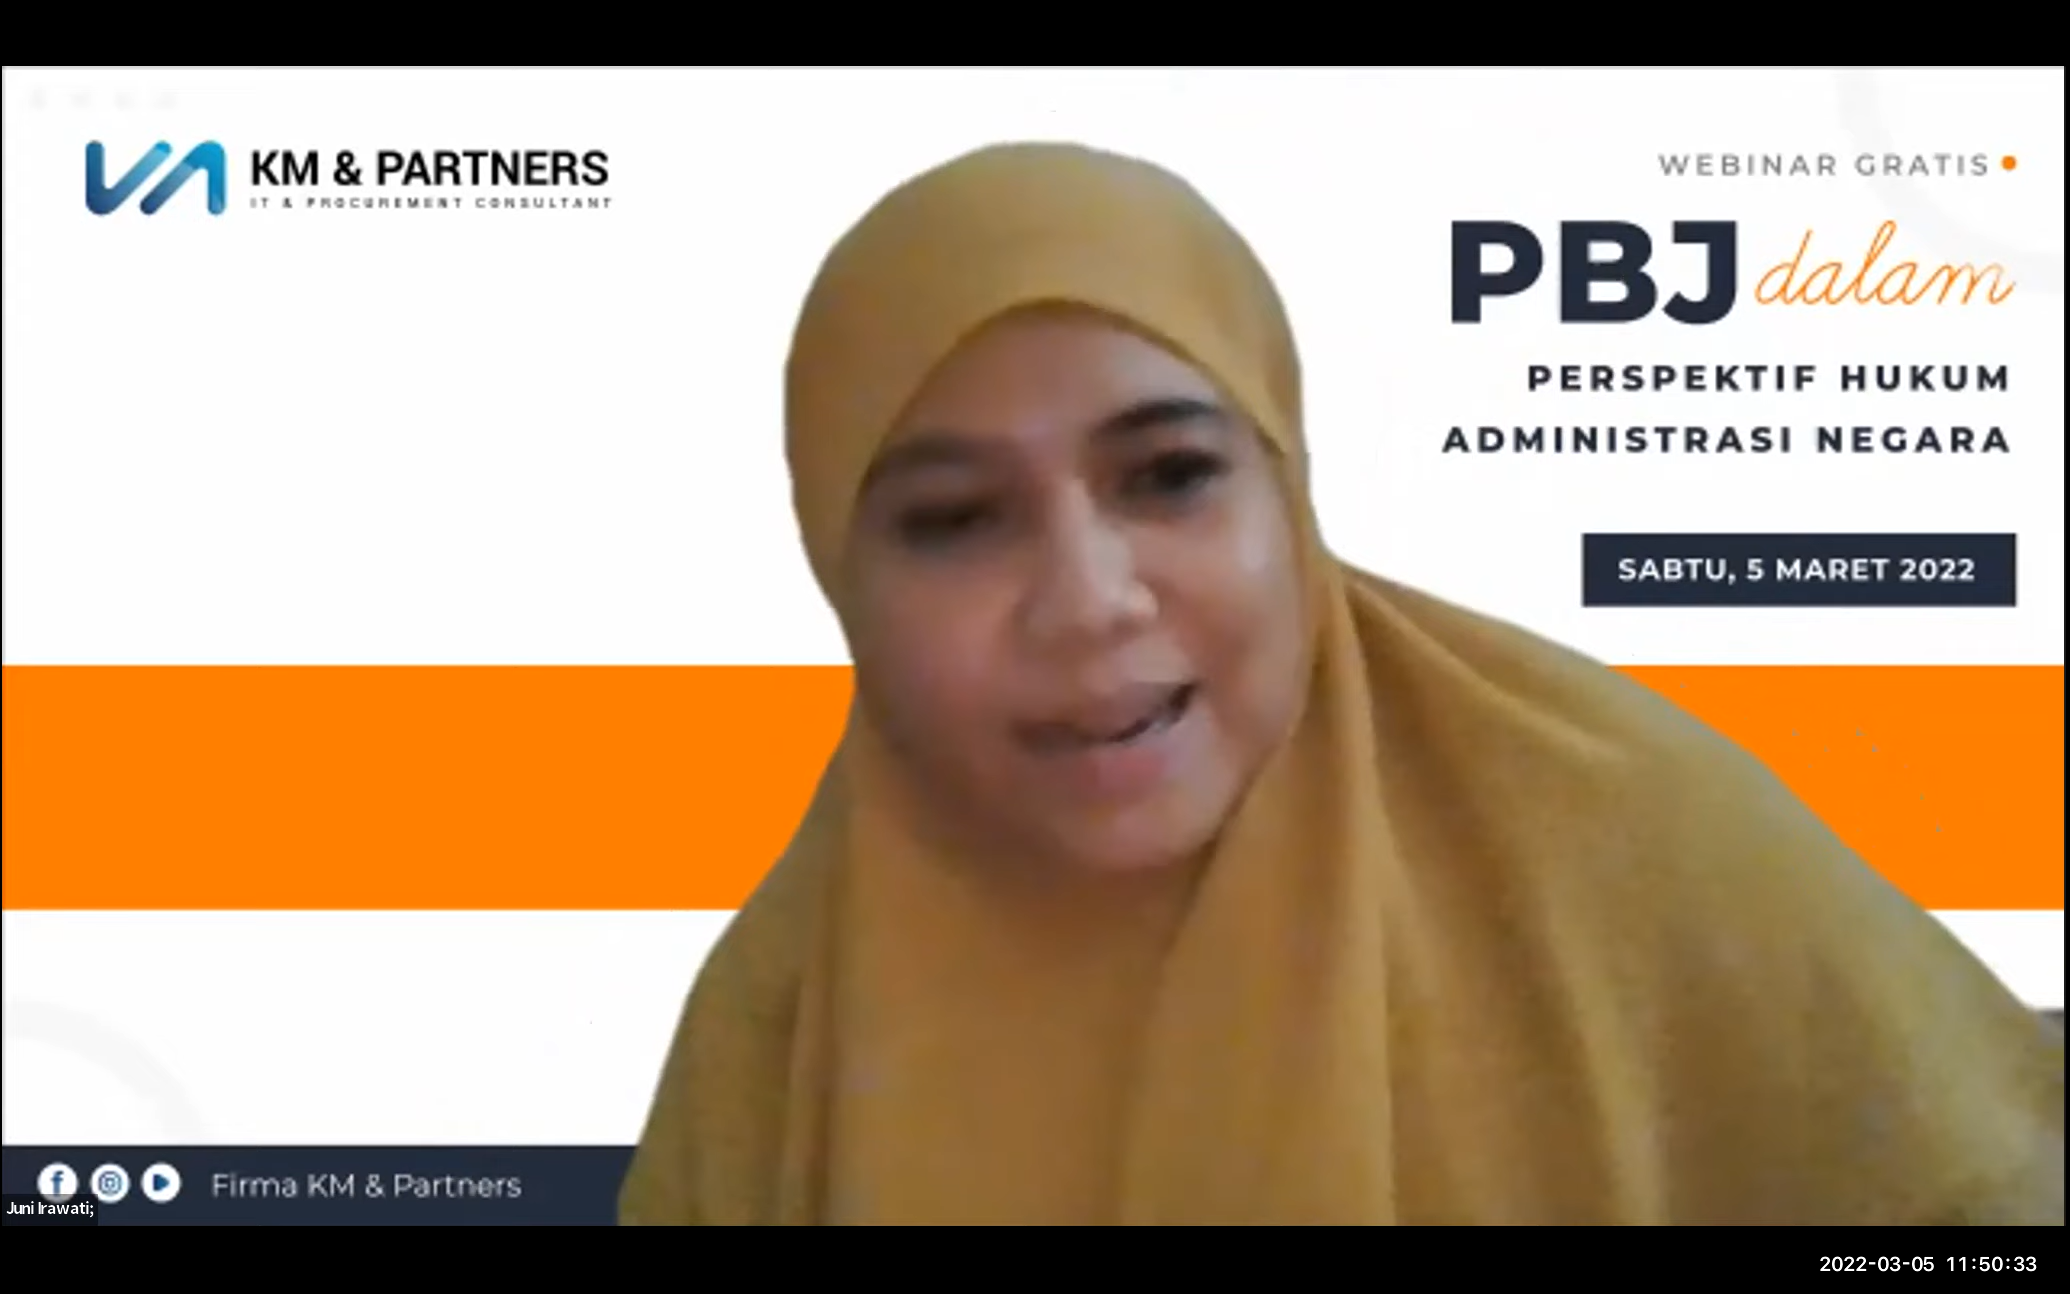 KM & PARTNERS
IT & PROCUREMENT CONSULTANT
WEBINAR GRATIS
PBJ dalam
PERSPEKTIF HUKUM
ADMINISTRASI NEGARA
SABTU, 5 MARET 2022
Firma KM & Partners
Juni Irawati;
2022-03-05 11:50:33